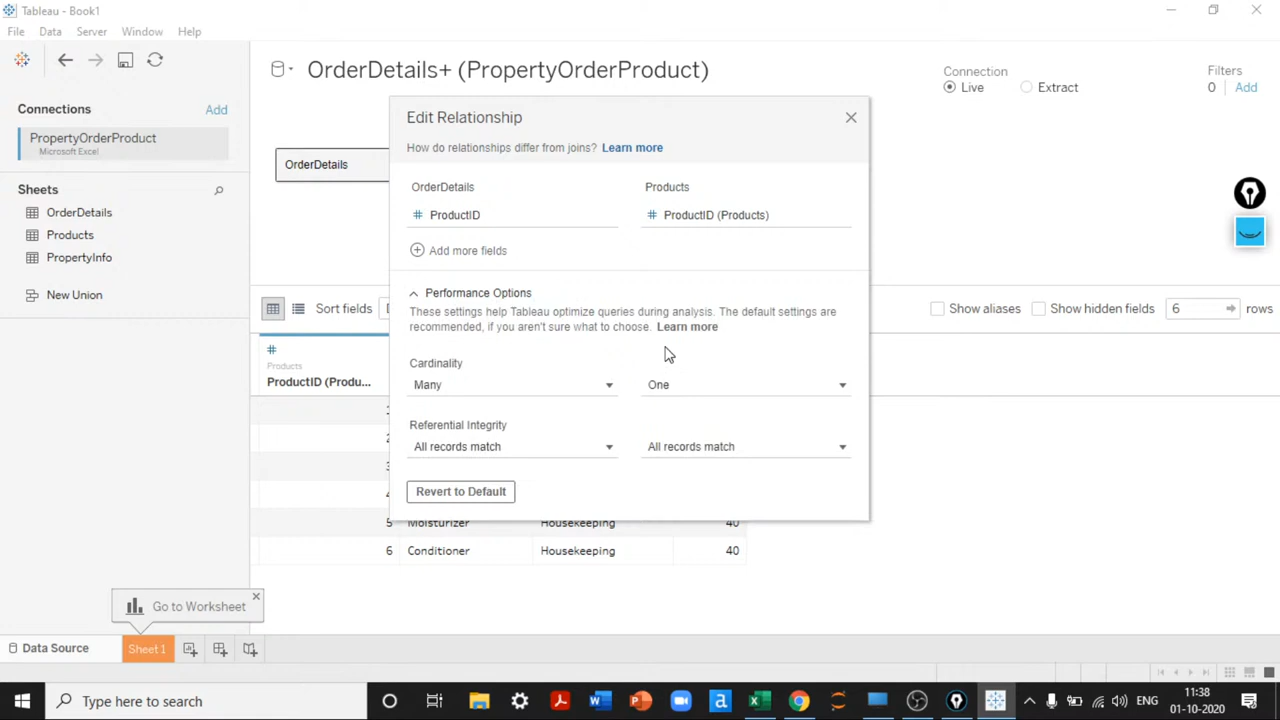 Tableau - Book1
File Data Server Window Help
OrderDetails+ (PropertyOrderProduct)
Connection
Live Extract
Filters
0 Add
Connections Add
PropertyOrderProduct
Microsoft Excel
Sheets
OrderDetails
Products
PropertyInfo
New Union
OrderDetails
Edit Relationship
How do relationships differ from joins? Learn more
OrderDetails Products
# ProductID # ProductID (Products)
Add more fields
Performance Options
These settings help Tableau optimize queries during analysis. The default settings are
recommended, if you aren't sure what to choose. Learn more
Cardinality
Many One
Referential Integrity
All records match All records match
Revert to Default
Sort fields
Show aliases Show hidden fields 6 rows
#
Products
ProductID (Produ...
5 Moisturizer Housekeeping 40
6 Conditioner Housekeeping 40
Go to Worksheet
Data Source Sheet 1
Type here to search
ENG
11:38
01-10-2020